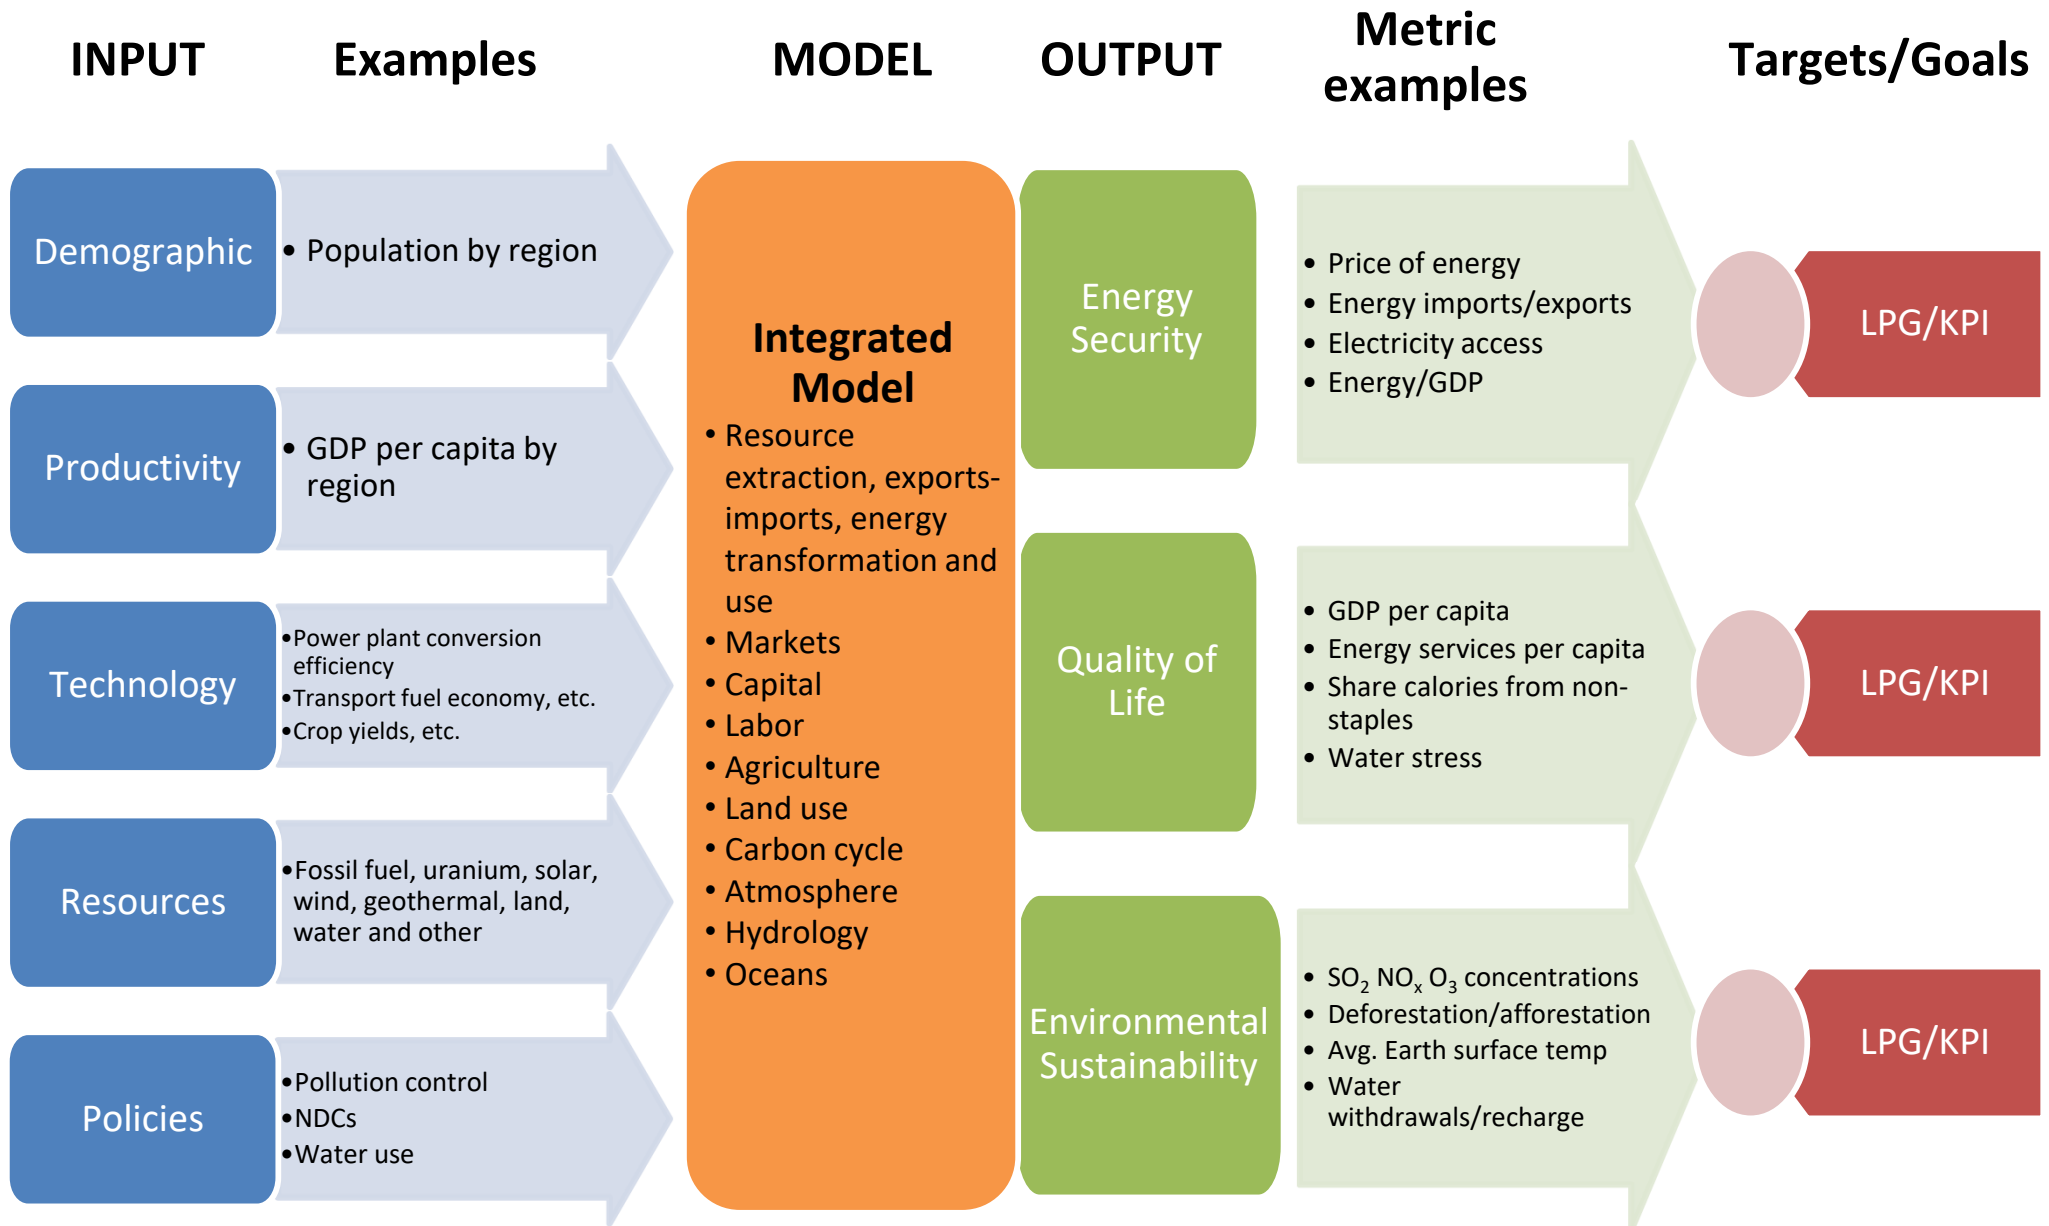 INPUT
Examples
MODEL
OUTPUT
Metric
examples
Targets/Goals
Demographic
• Population by region
Productivity
• GDP per capita by
region
Technology
•Power plant conversion
efficiency
•Transport fuel economy, etc.
•Crop yields, etc.
Resources
•Fossil fuel, uranium, solar,
wind, geothermal, land,
water and other
Policies
•Pollution control
•NDCs
•Water use
Integrated
Model
• Resource
extraction, exports-
imports, energy
transformation and
use
• Markets
• Capital
• Labor
• Agriculture
• Land use
• Carbon cycle
• Atmosphere
• Hydrology
• Oceans
Energy
Security
• Price of energy
• Energy imports/exports
• Electricity access
• Energy/GDP
LPG/KPI
Quality of
Life
• GDP per capita
• Energy services per capita
• Share calories from non-
staples
• Water stress
LPG/KPI
Environmental
Sustainability
• SO₂ NOₓ O₃ concentrations
• Deforestation/afforestation
• Avg. Earth surface temp
• Water
withdrawals/recharge
LPG/KPI